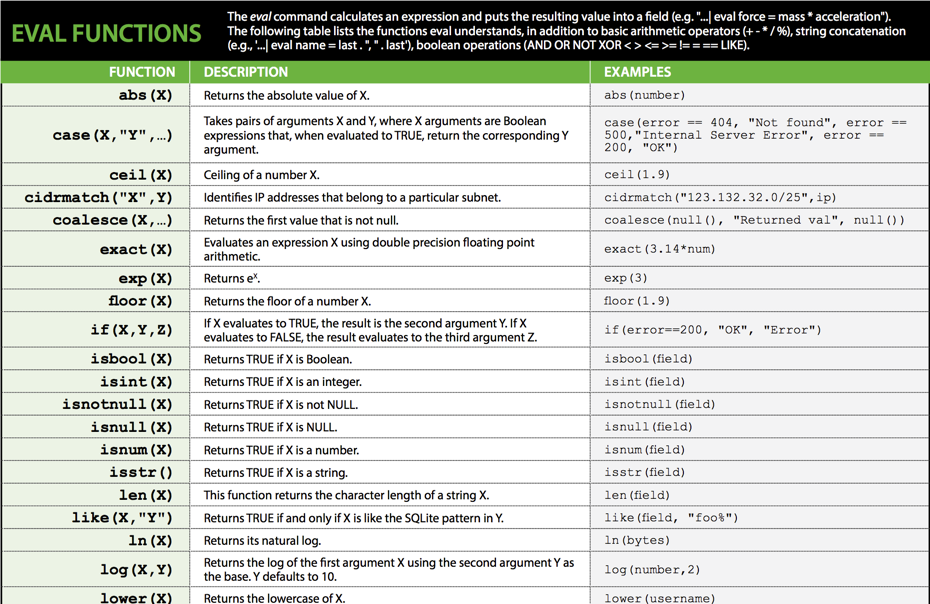 EVAL FUNCTIONS
The eval command calculates an expression and puts the resulting value into a field (e.g. "...| eval force = mass * acceleration").
The following table lists the functions eval understands, in addition to basic arithmetic operators (+ - * / %), string concatenation
(e.g., '...| eval name = last . ", " . last'), boolean operations (AND OR NOT XOR < > <= >= != = == LIKE).
FUNCTION DESCRIPTION EXAMPLES
abs(X) Returns the absolute value of X. abs(number)
case(X,"Y",…) Takes pairs of arguments X and Y, where X arguments are Boolean
expressions that, when evaluated to TRUE, return the corresponding Y
argument.
case(error == 404, "Not found", error ==
500,"Internal Server Error", error ==
200, "OK")
ceil(X) Ceiling of a number X. ceil(1.9)
cidrmatch("X",Y) Identifies IP addresses that belong to a particular subnet. cidrmatch("123.132.32.0/25",ip)
coalesce(X,…) Returns the first value that is not null. coalesce(null(), "Returned val", null())
exact(X) Evaluates an expression X using double precision floating point
arithmetic.
exact(3.14*num)
exp(X) Returns eˣ. exp(3)
floor(X) Returns the floor of a number X. floor(1.9)
if(X,Y,Z) If X evaluates to TRUE, the result is the second argument Y. If X
evaluates to FALSE, the result evaluates to the third argument Z.
if(error==200, "OK", "Error")
isbool(X) Returns TRUE if X is Boolean. isbool(field)
isint(X) Returns TRUE if X is an integer. isint(field)
isnotnull(X) Returns TRUE if X is not NULL. isnotnull(field)
isnull(X) Returns TRUE if X is NULL. isnull(field)
isnum(X) Returns TRUE if X is a number. isnum(field)
isstr() Returns TRUE if X is a string. isstr(field)
len(X) This function returns the character length of a string X. len(field)
like(X,"Y") Returns TRUE if and only if X is like the SQLite pattern in Y. like(field, "foo%")
ln(X) Returns its natural log. ln(bytes)
log(X,Y) Returns the log of the first argument X using the second argument Y as
the base. Y defaults to 10.
log(number,2)
lower(X) Returns the lowercase of X. lower(username)